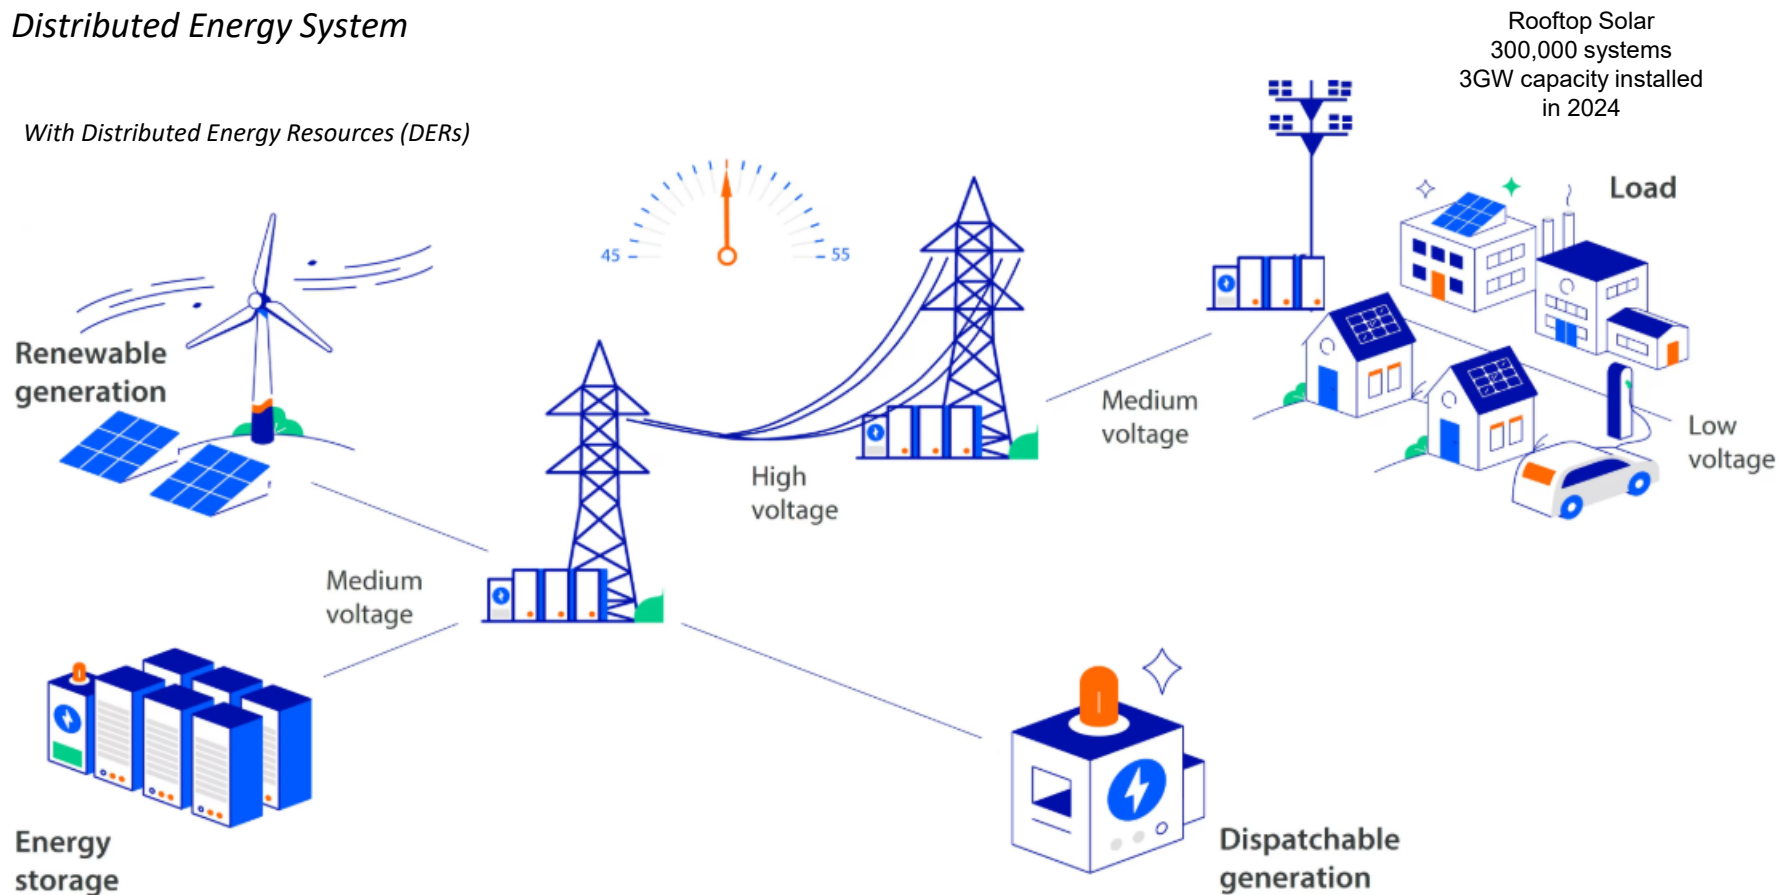 Distributed Energy System
Rooftop Solar
300,000 systems
3GW capacity installed
in 2024
With Distributed Energy Resources (DERs)
Load
45
55
Renewable
generation
Medium
voltage
Low
voltage
High
voltage
Medium
voltage
Energy
storage
Dispatchable
generation